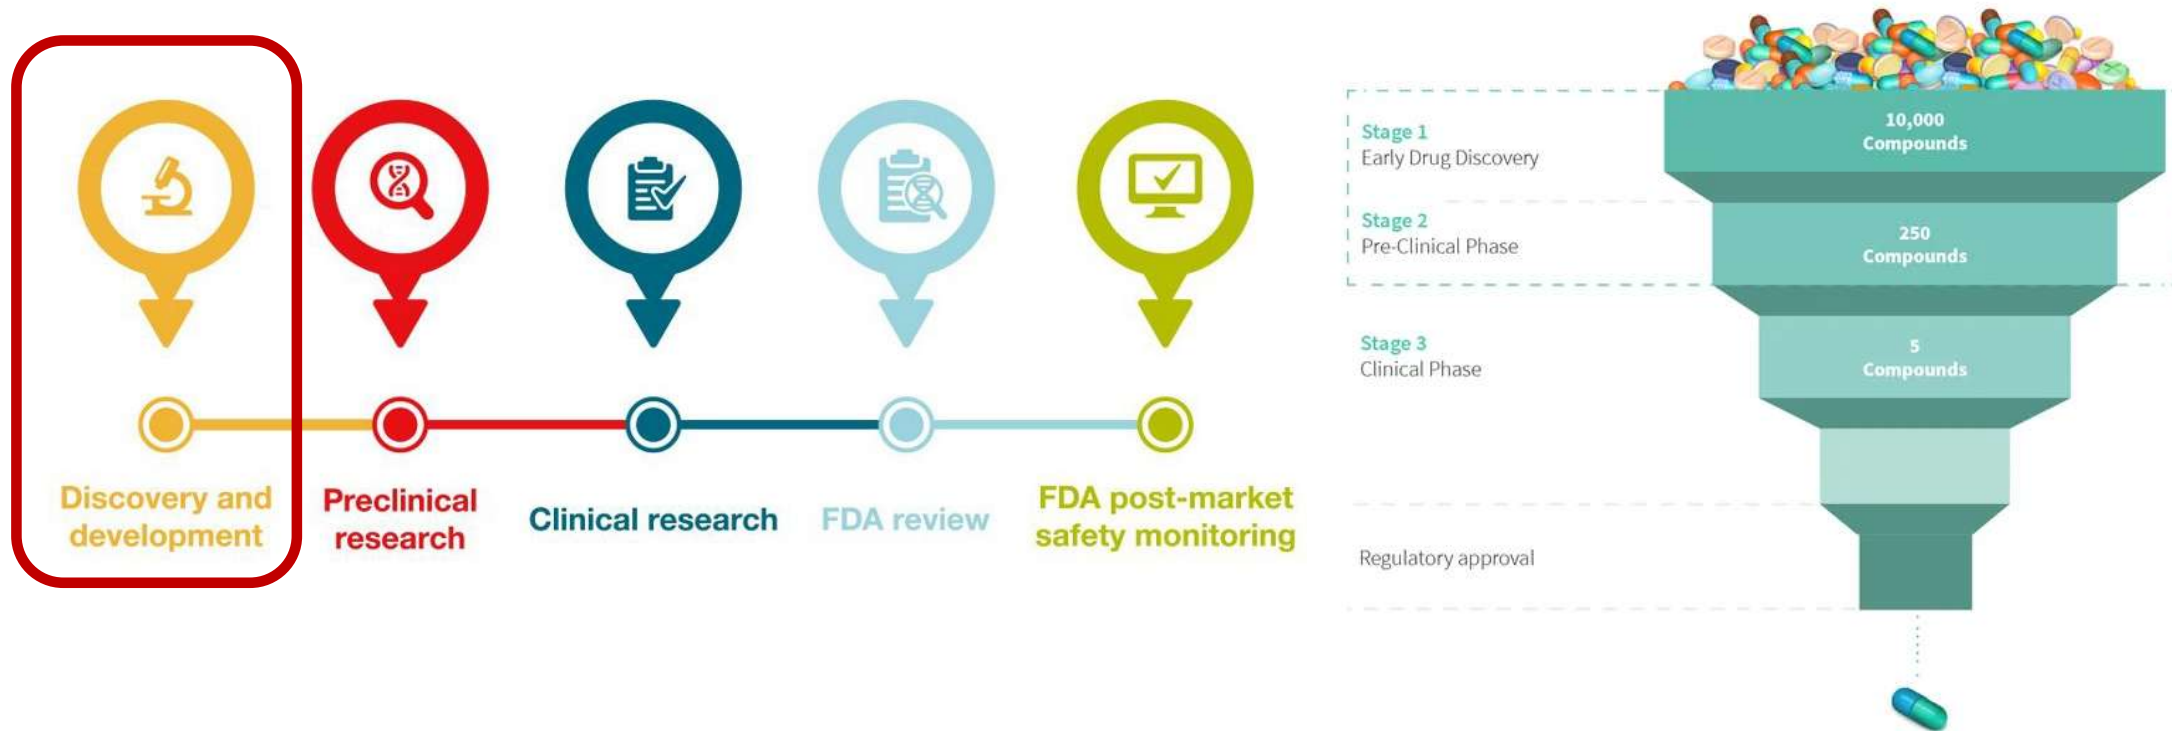 Discovery and
development
Preclinical
research
Clinical research
FDA review
FDA post-market
safety monitoring
Stage 1
Early Drug Discovery
10,000
Compounds
Stage 2
Pre-Clinical Phase
250
Compounds
Stage 3
Clinical Phase
5
Compounds
Regulatory approval